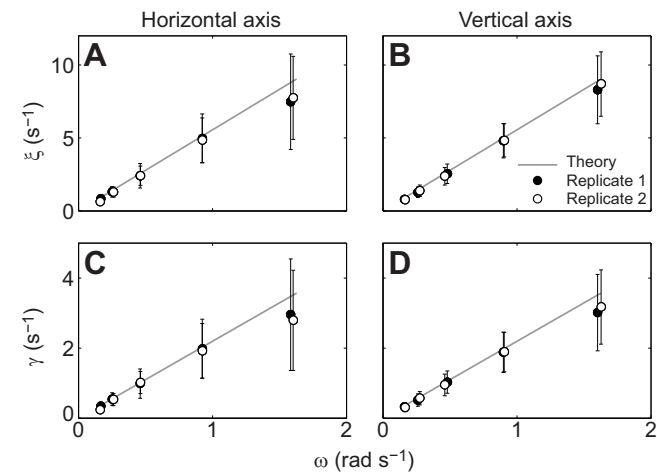 Horizontal axis
Vertical axis
A
B
10
5
0
ξ (s⁻¹)
Theory
Replicate 1
Replicate 2
C
D
4
2
0
γ (s⁻¹)
0 1 2 0 1 2
ω (rad s⁻¹)